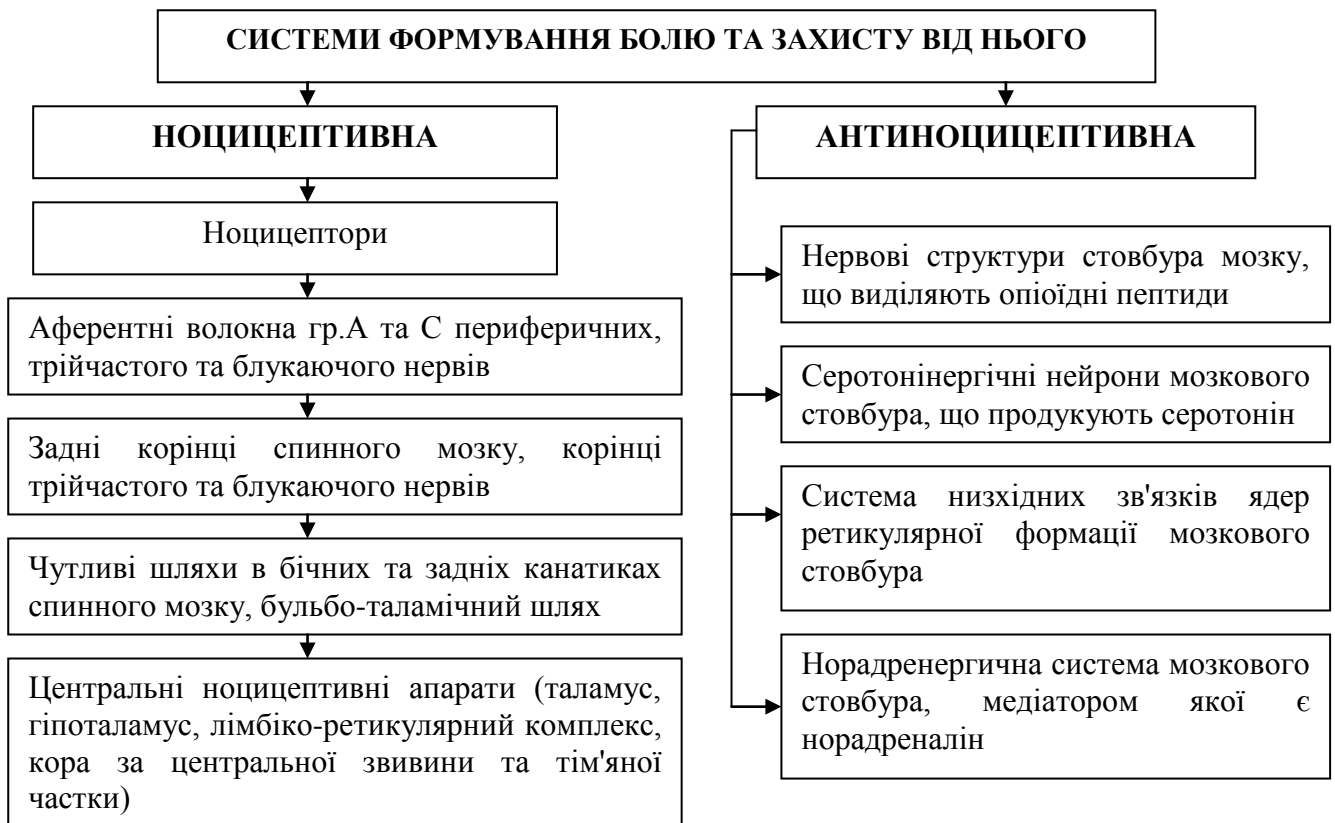 СИСТЕМИ ФОРМУВАННЯ БОЛЮ ТА ЗАХИСТУ ВІД НЬОГО
НОЦИЦЕПТИВНА
Ноцицептори
Аферентні волокна гр.А та С периферичних,
трійчастого та блукаючого нервів
Задні корінці спинного мозку, корінці
трійчастого та блукаючого нервів
Чутливі шляхи в бічних та задніх канатиках
спинного мозку, бульбо-таламічний шлях
Центральні ноцицептивні апарати (таламус,
гіпоталамус, лімбіко-ретикулярний комплекс,
кора за центральної звивини та тім'яної
частки)
АНТИНОЦИЦЕПТИВНА
Нервові структури стовбура мозку,
що виділяють опіоїдні пептиди
Серотонінергічні нейрони мозкового
стовбура, що продукують серотонін
Система низхідних зв'язків ядер
ретикулярної формації мозкового
стовбура
Норадренергична система мозкового
стовбура, медіатором якої є
норадреналін